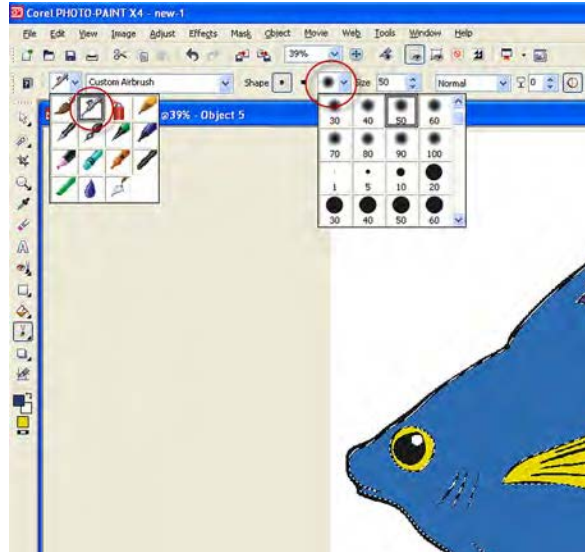 Corel PHOTO-PAINT X4 - new-1
File Edit View Image Adjust Effects Mask Object Movie Web Tools Window Help
39%
Custom Airbrush Shape Size 50 Normal 0
@39% - Object 5
30 40 50 60
70 80 90 100
1 5 10 20
30 40 50 60